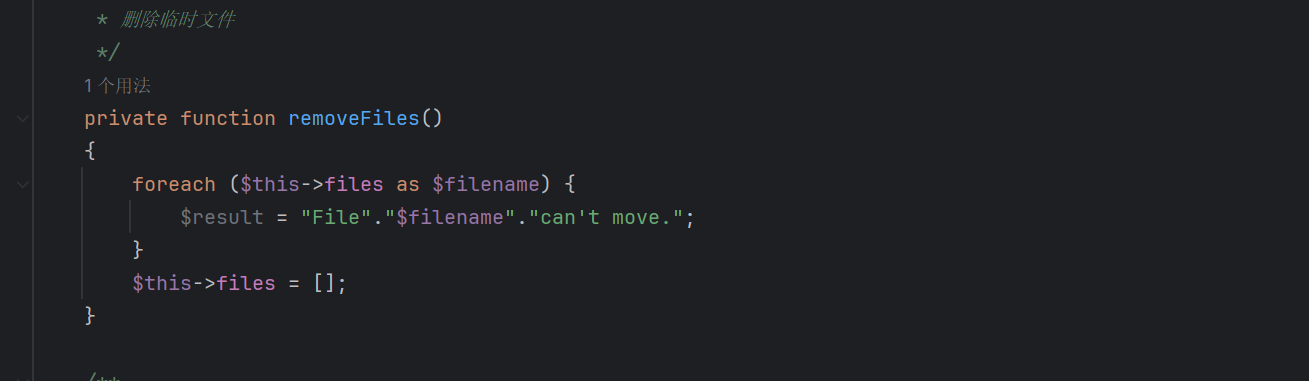 * 删除临时文件
*/
1 个用法
private function removeFiles()
{
foreach ($this->files as $filename) {
$result = "File"."$filename"."can't move.";
}
$this->files = [];
}
/**